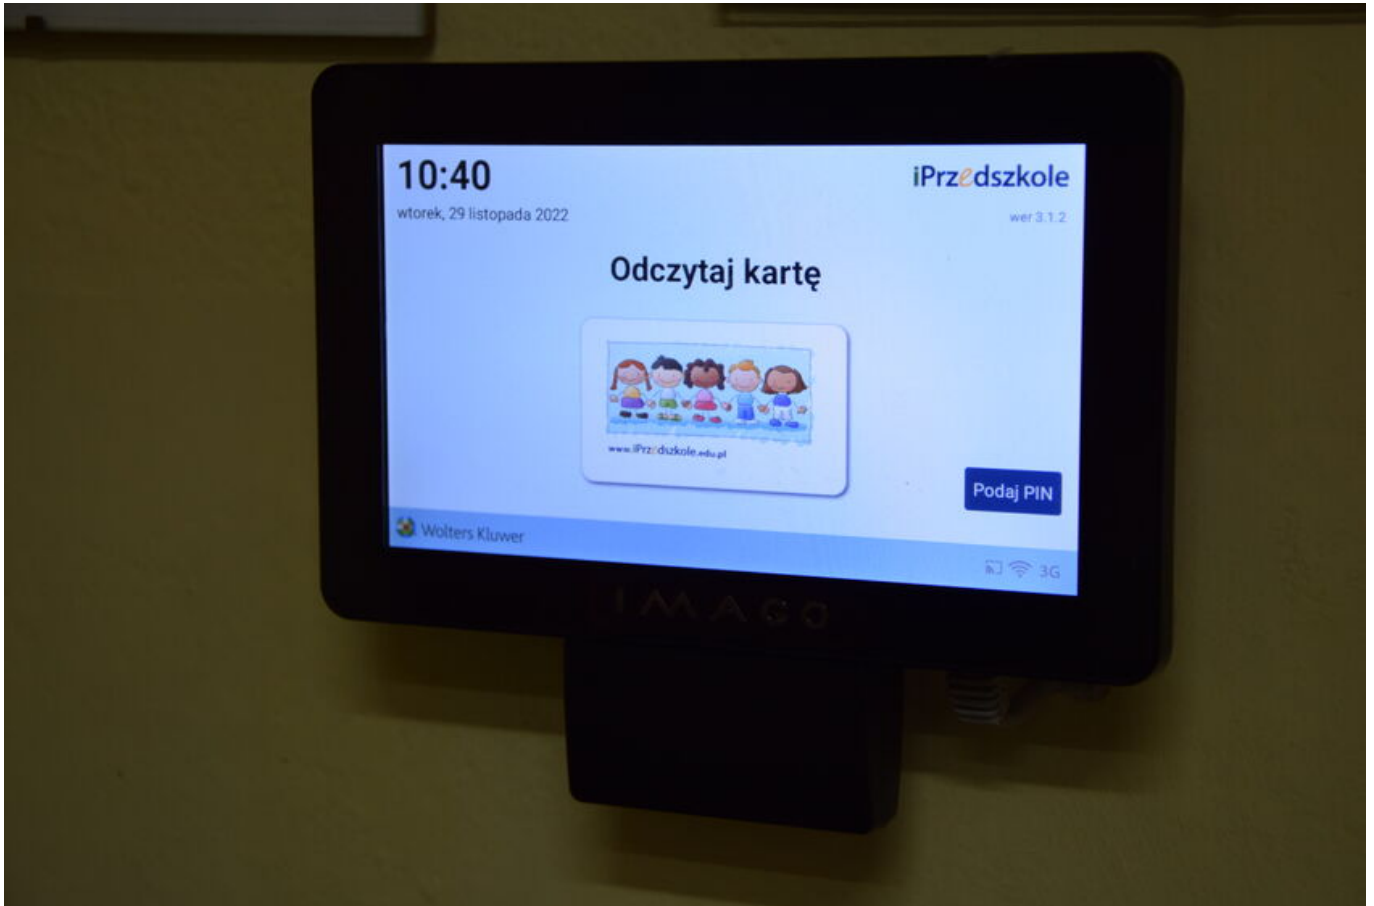 10:40
iPrzedszkole
wtorek, 29 listopada 2022
wer 3.1.2
Odczytaj kartę
www.iPrzedszkole.edu.pl
Podaj PIN
Wolters Kluwer
3G
IMAGO